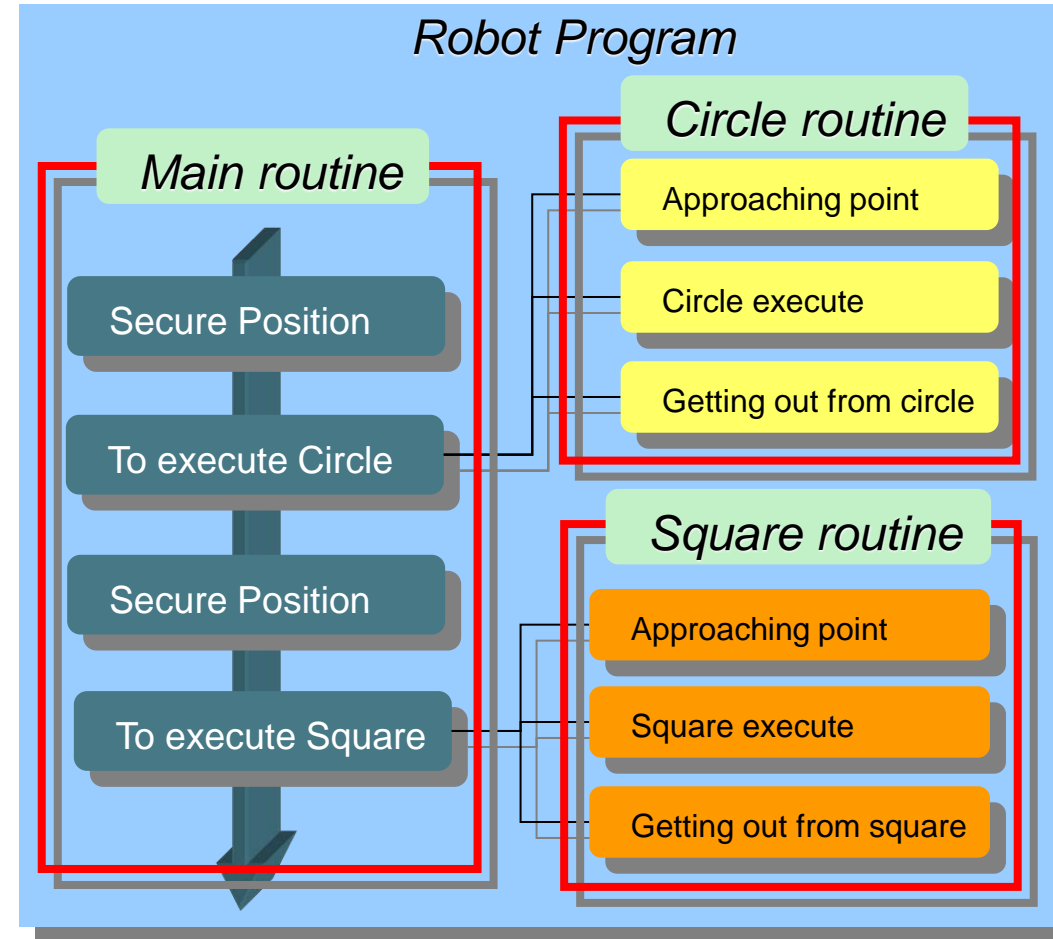 Robot Program
Main routine
Secure Position
To execute Circle
Secure Position
To execute Square
Circle routine
Approaching point
Circle execute
Getting out from circle
Square routine
Approaching point
Square execute
Getting out from square